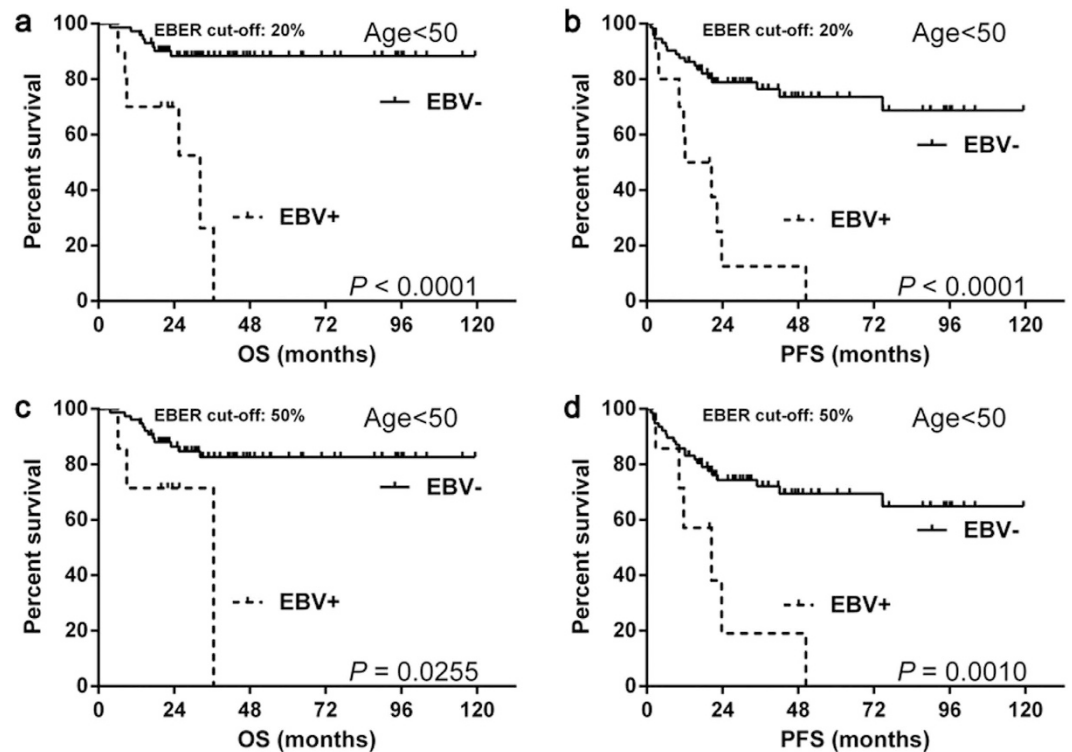 a
EBER cut-off: 20%
Age<50
100
80
60
40
20
0
Percent survival
EBV-
EBV+
P < 0.0001
0 24 48 72 96 120
OS (months)
b
EBER cut-off: 20%
Age<50
100
80
60
40
20
0
Percent survival
EBV-
EBV+
P < 0.0001
0 24 48 72 96 120
PFS (months)
c
EBER cut-off: 50%
Age<50
100
80
60
40
20
0
Percent survival
EBV-
EBV+
P = 0.0255
0 24 48 72 96 120
OS (months)
d
EBER cut-off: 50%
Age<50
100
80
60
40
20
0
Percent survival
EBV-
EBV+
P = 0.0010
0 24 48 72 96 120
PFS (months)